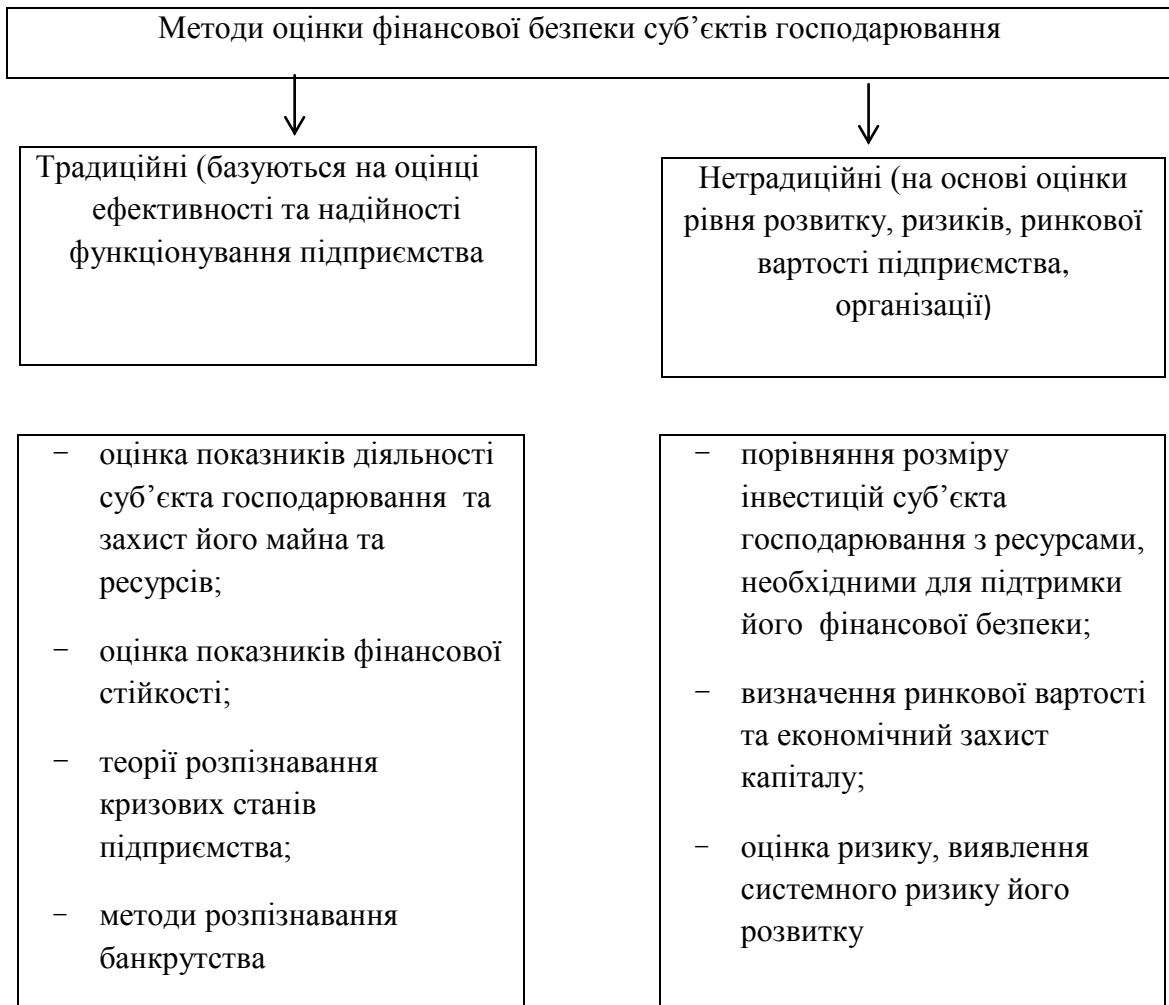 Методи оцінки фінансової безпеки суб’єктів господарювання
Традиційні (базуються на оцінці
ефективності та надійності
функціонування підприємства
Нетрадиційні (на основі оцінки
рівня розвитку, ризиків, ринкової
вартості підприємства,
організації)
− оцінка показників діяльності
суб’єкта господарювання та
захист його майна та
ресурсів;
− оцінка показників фінансової
стійкості;
− теорії розпізнавання
кризових станів
підприємства;
− методи розпізнавання
банкрутства
− порівняння розміру
інвестицій суб’єкта
господарювання з ресурсами,
необхідними для підтримки
його фінансової безпеки;
− визначення ринкової вартості
та економічний захист
капіталу;
− оцінка ризику, виявлення
системного ризику його
розвитку